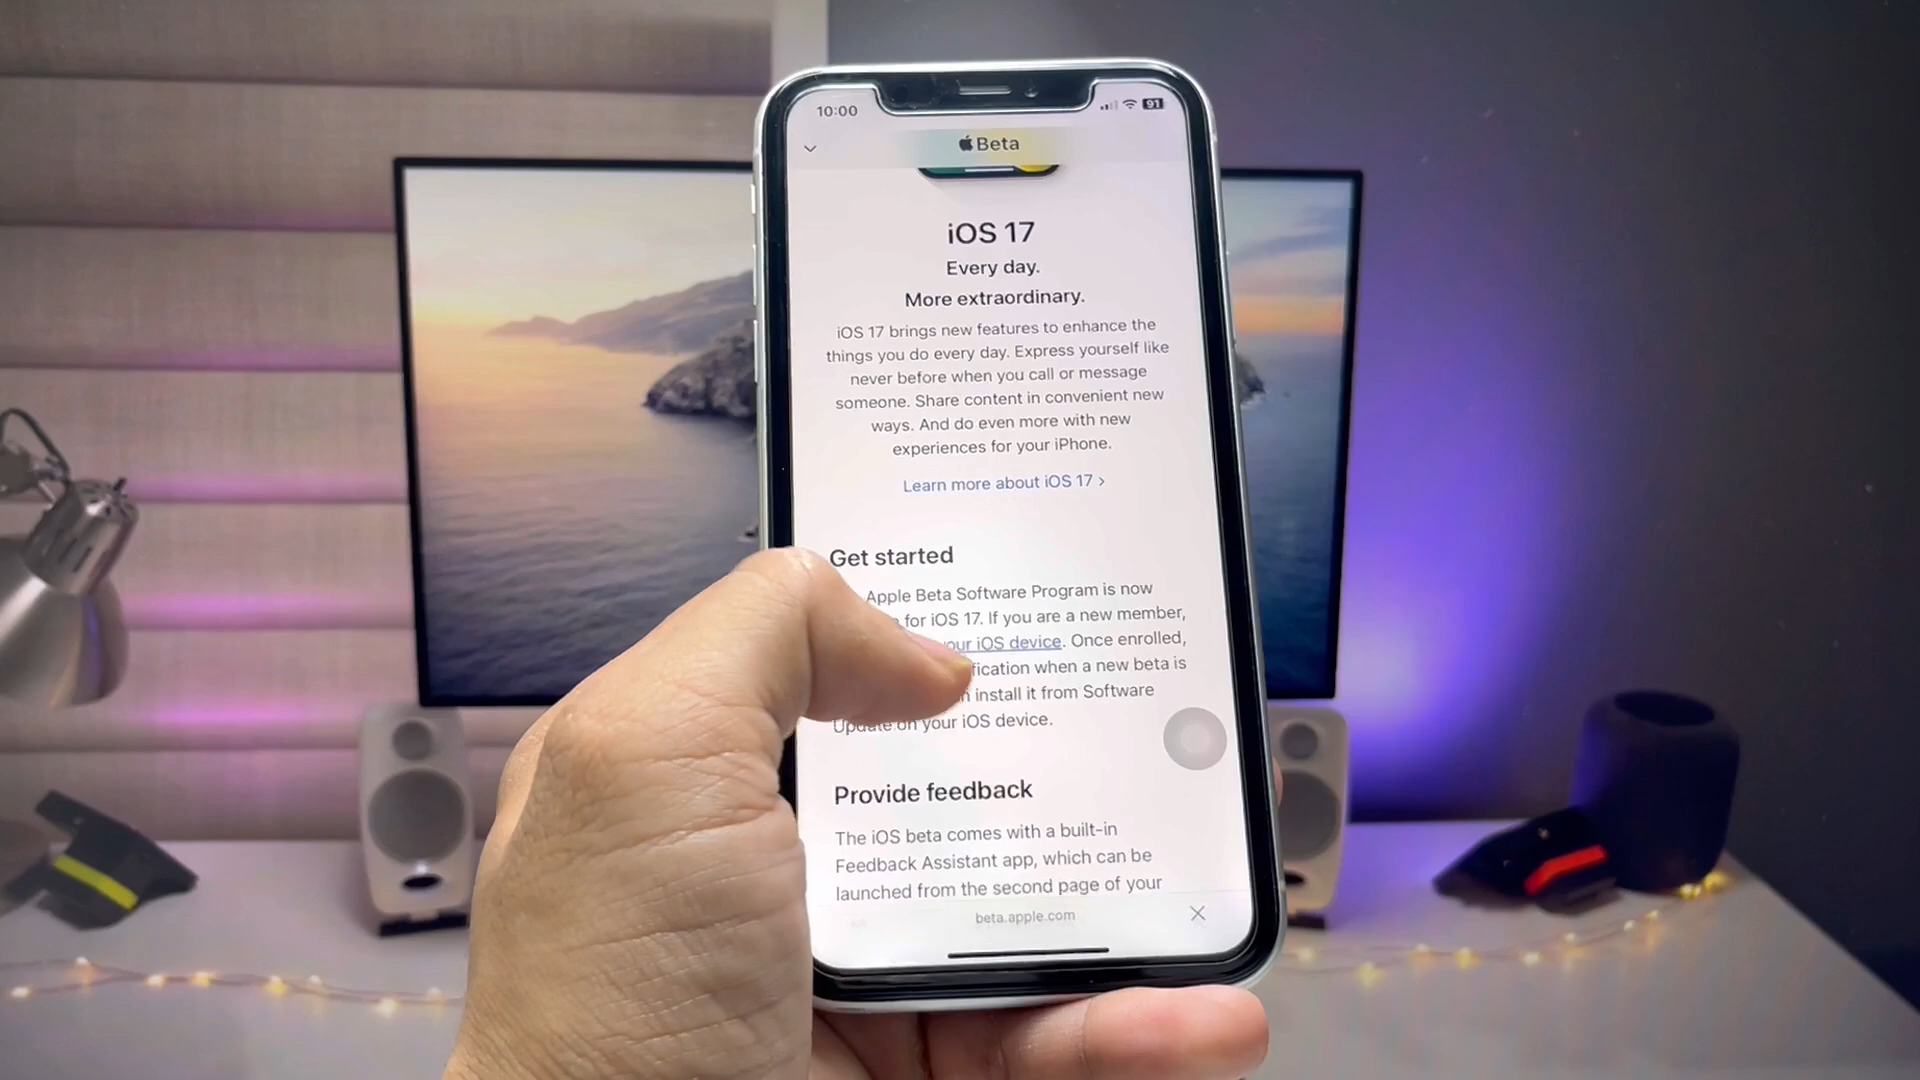 10:00
91
Beta
iOS 17
Every day.
More extraordinary.
iOS 17 brings new features to enhance the
things you do every day. Express yourself like
never before when you call or message
someone. Share content in convenient new
ways. And do even more with new
experiences for your iPhone.
Learn more about iOS 17 >
Get started
Apple Beta Software Program is now
for iOS 17. If you are a new member,
your iOS device. Once enrolled,
when a new beta is
install it from Software
Update on your iOS device.
Provide feedback
The iOS beta comes with a built-in
Feedback Assistant app, which can be
launched from the second page of your
beta.apple.com